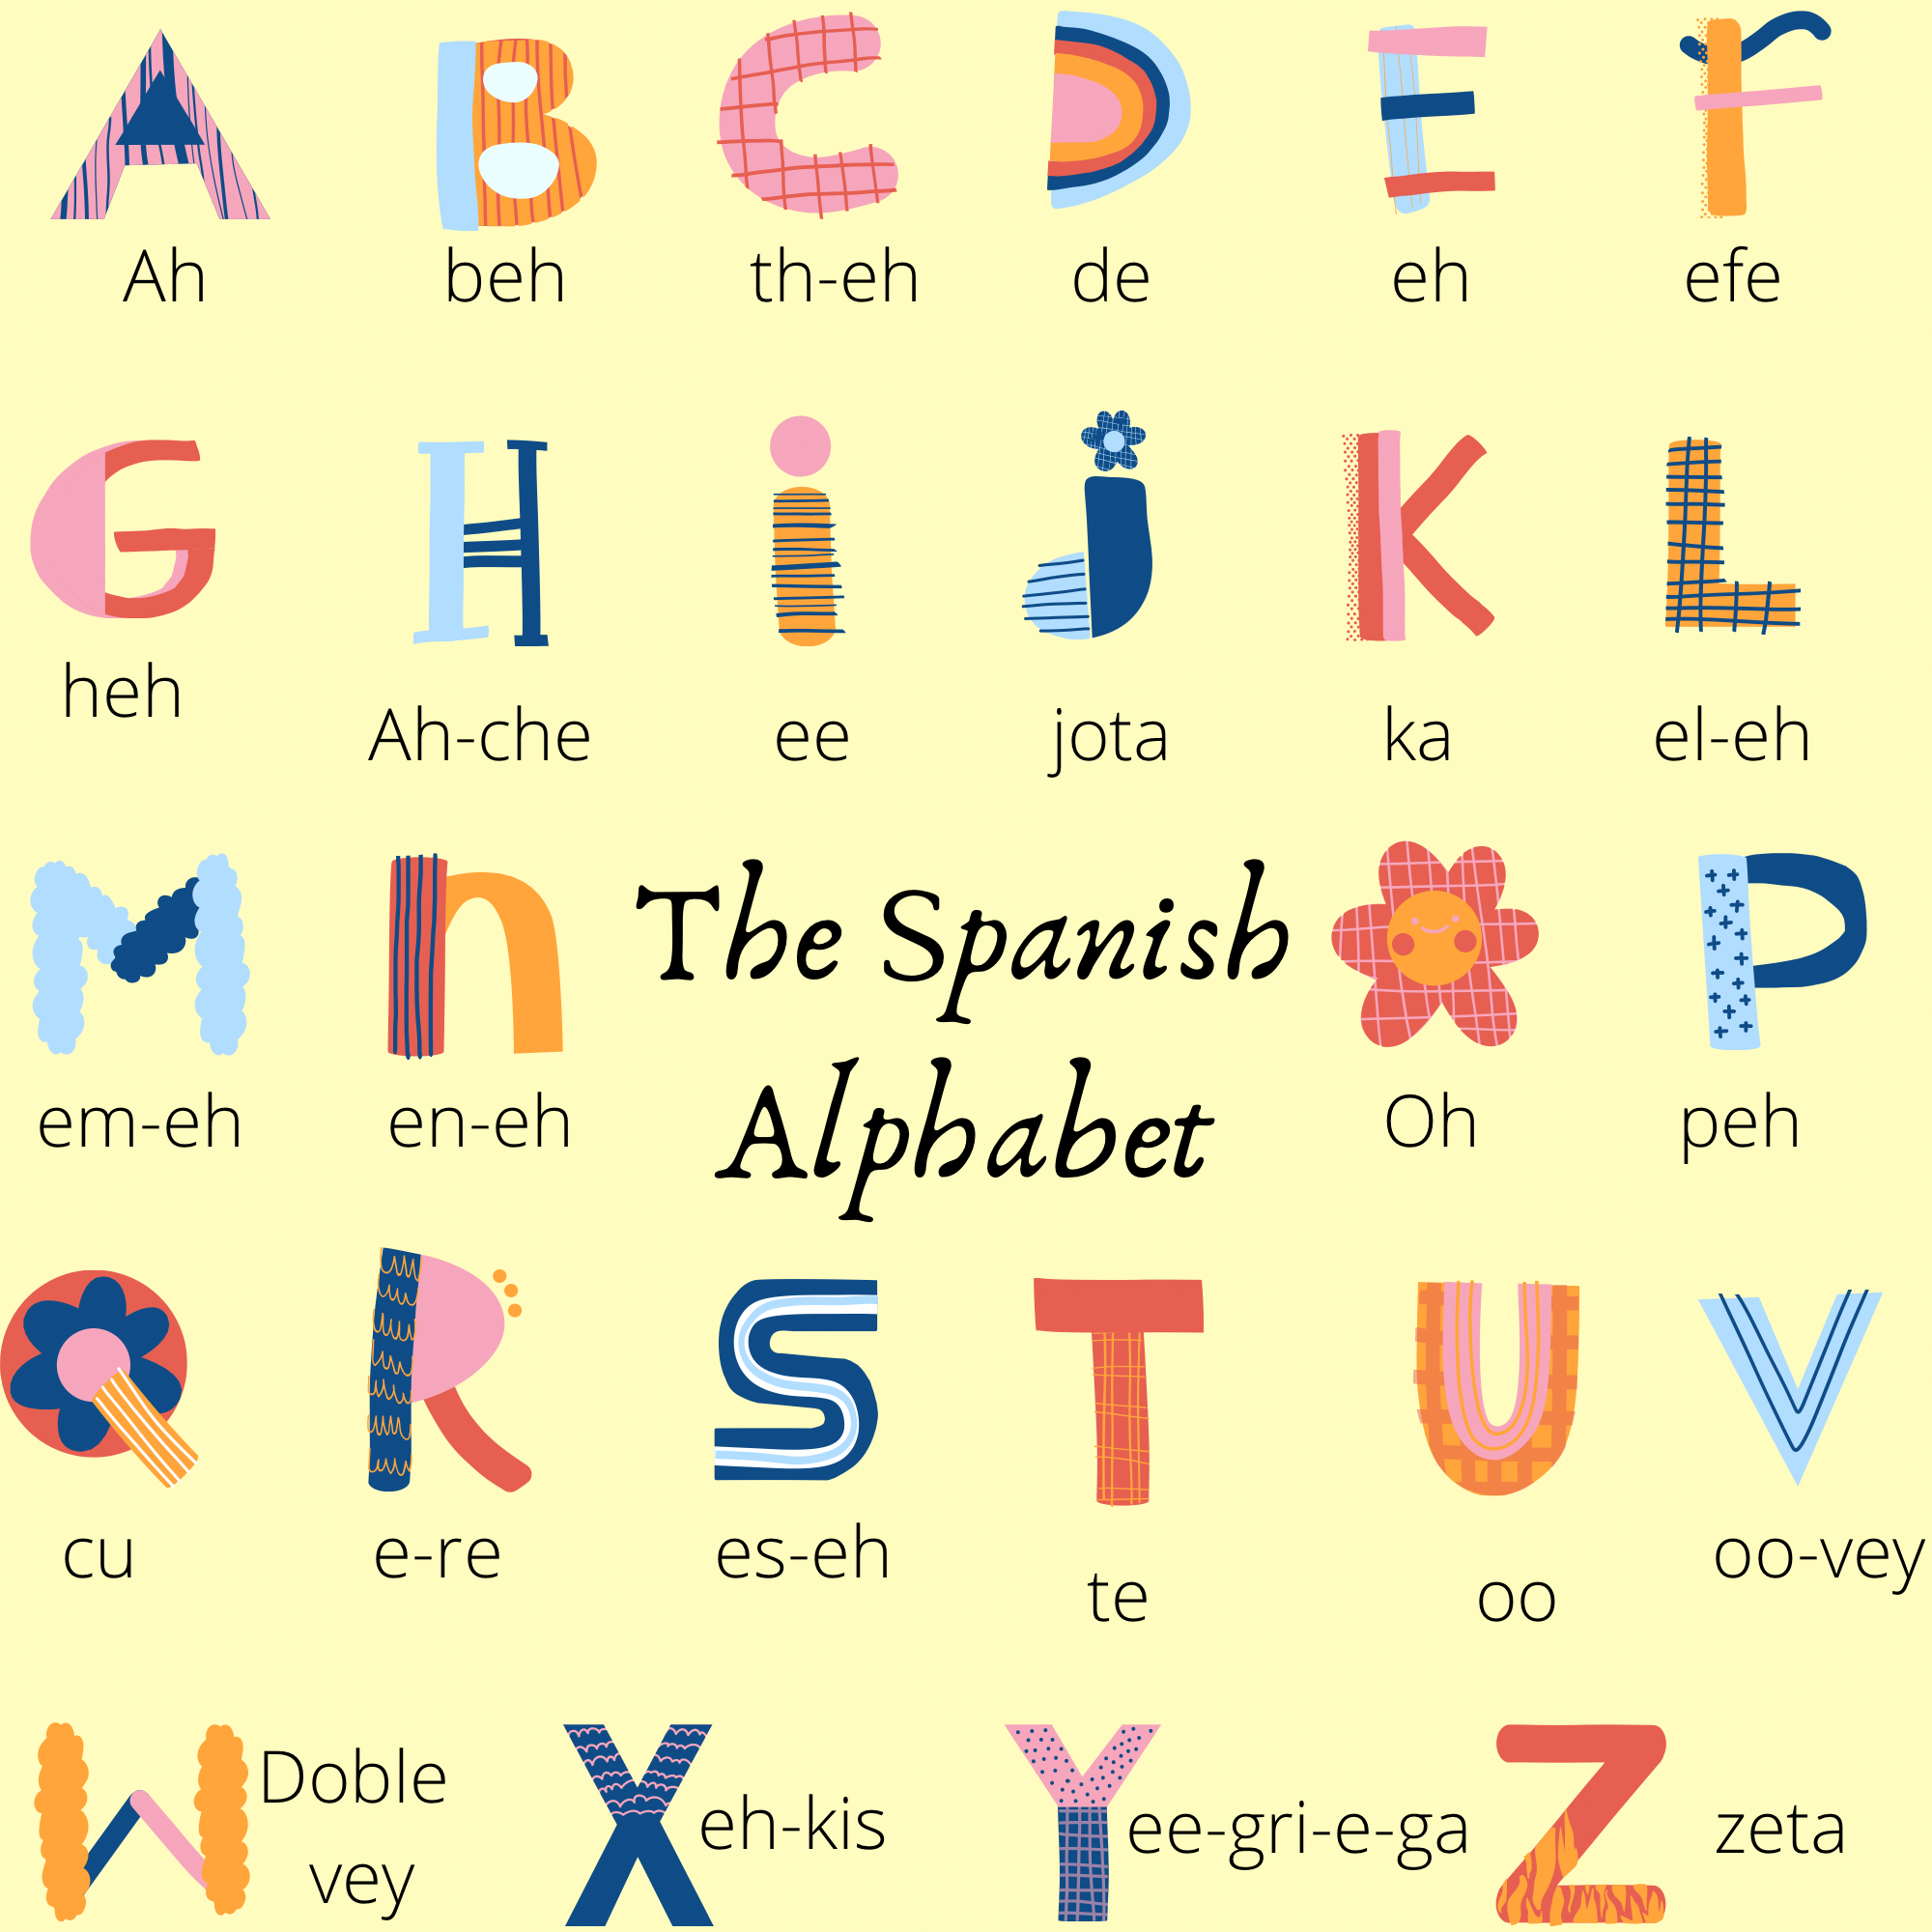 A B C D E f
Ah beh th-eh de eh efe
G H i j K L
heh Ah-che ee jota ka el-eh
M n The Spanish O P
Alphabet
em-eh en-eh Oh peh
Q R S T U V
cu e-re es-eh te oo oo-vey
W Doble vey X eh-kis Y ee-gri-e-ga Z zeta